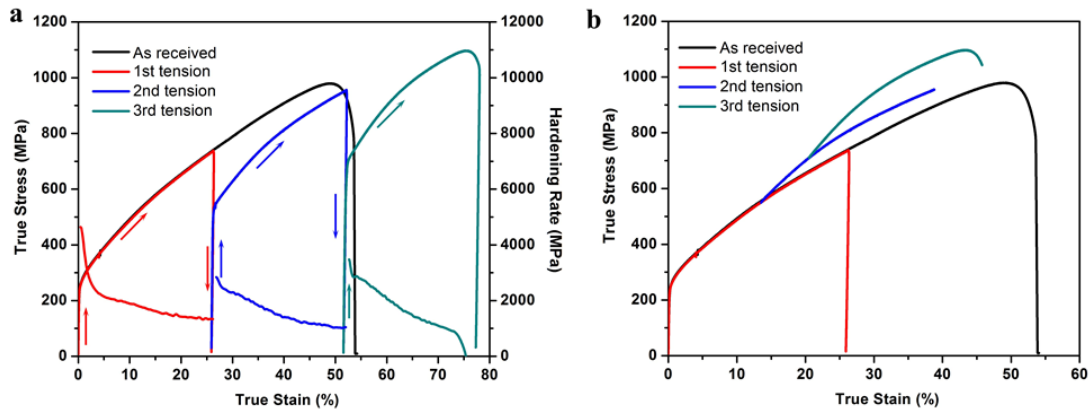 a
1200
1000
800
600
400
200
0
True Stress (MPa)
As received
1st tension
2nd tension
3rd tension
12000
10000
8000
6000
4000
2000
0
Hardening Rate (MPa)
0 10 20 30 40 50 60 70 80
True Stain (%)
b
1200
1000
800
600
400
200
0
True Stress (MPa)
As received
1st tension
2nd tension
3rd tension
0 10 20 30 40 50 60
True Stain (%)